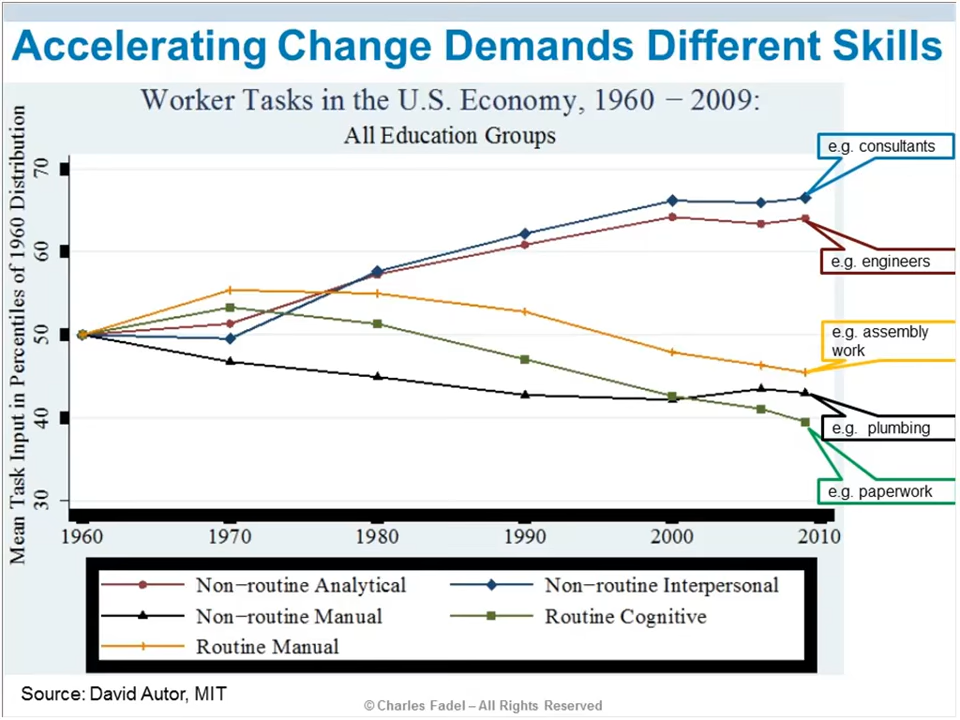 Accelerating Change Demands Different Skills
Worker Tasks in the U.S. Economy, 1960 − 2009:
All Education Groups
Mean Task Input in Percentiles of 1960 Distribution
70
60
50
40
30
1960 1970 1980 1990 2000 2010
e.g. consultants
e.g. engineers
e.g. assembly
work
e.g. plumbing
e.g. paperwork
Non−routine Analytical Non−routine Interpersonal
Non−routine Manual Routine Cognitive
Routine Manual
Source: David Autor, MIT
© Charles Fadel – All Rights Reserved